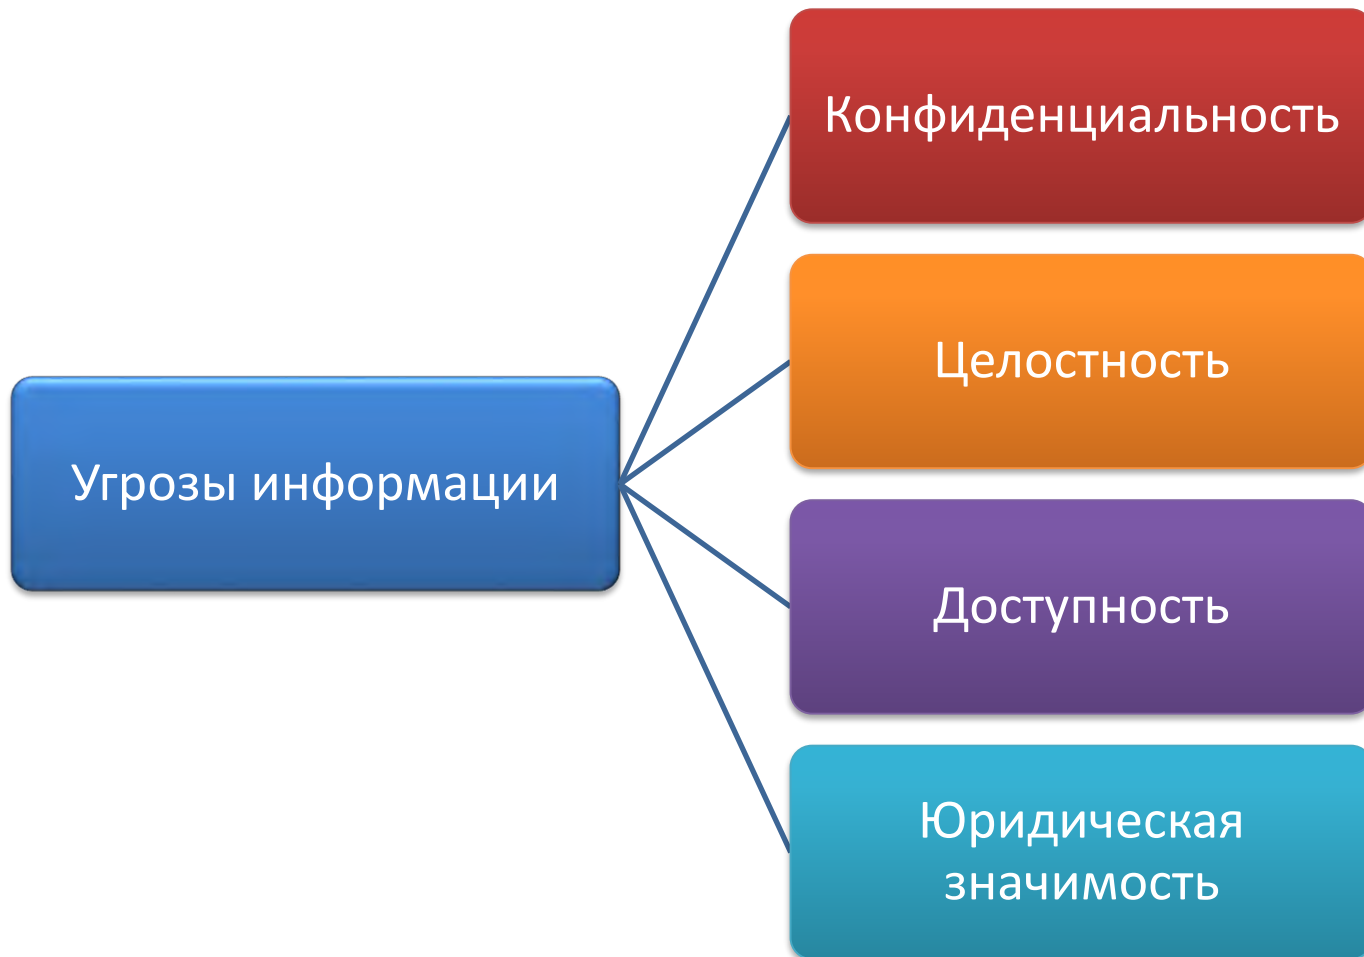 Конфиденциальность
Целостность
Угрозы информации
Доступность
Юридическая
значимость